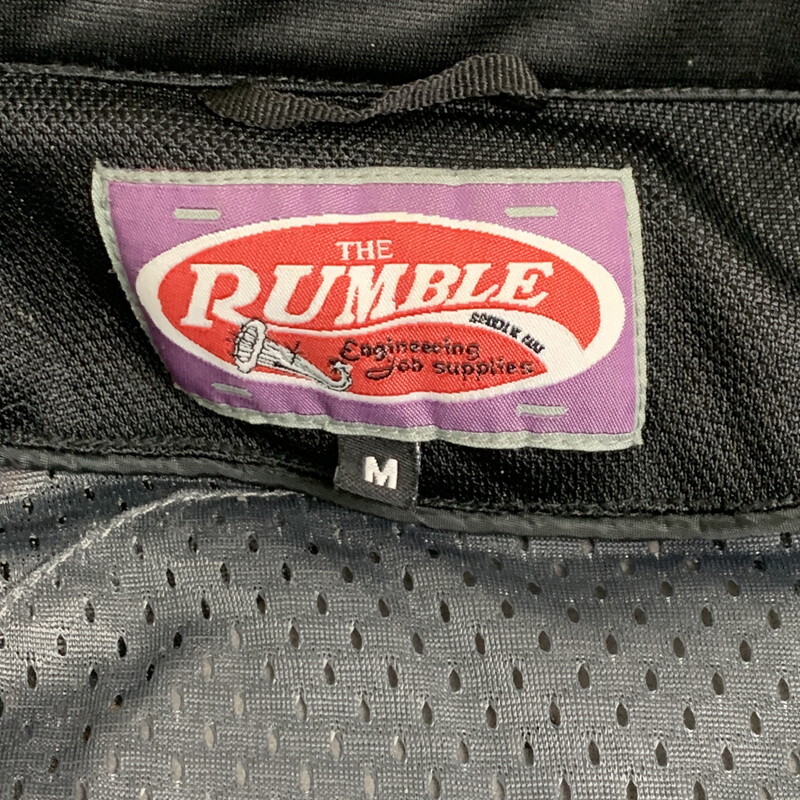 THE
RUMBLE
Engineering
Job supplies
M